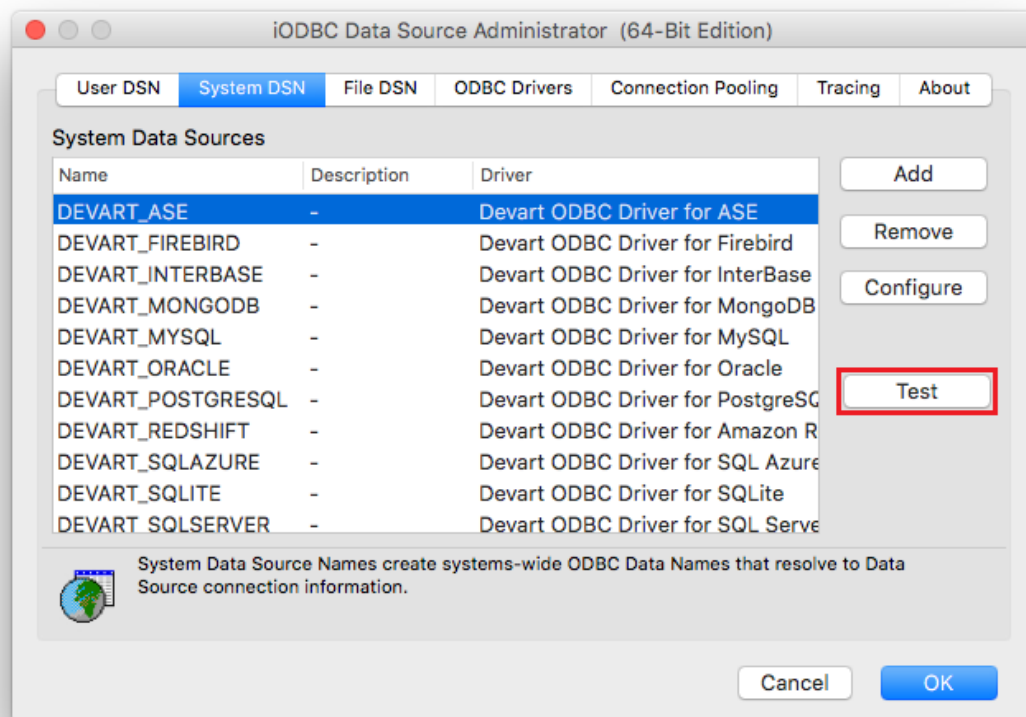 iODBC Data Source Administrator (64-Bit Edition)
User DSN System DSN File DSN ODBC Drivers Connection Pooling Tracing About
System Data Sources
Name Description Driver
DEVART_ASE - Devart ODBC Driver for ASE
DEVART_FIREBIRD - Devart ODBC Driver for Firebird
DEVART_INTERBASE - Devart ODBC Driver for InterBase
DEVART_MONGODB - Devart ODBC Driver for MongoDB
DEVART_MYSQL - Devart ODBC Driver for MySQL
DEVART_ORACLE - Devart ODBC Driver for Oracle
DEVART_POSTGRESQL - Devart ODBC Driver for PostgreSQ
DEVART_REDSHIFT - Devart ODBC Driver for Amazon R
DEVART_SQLAZURE - Devart ODBC Driver for SQL Azure
DEVART_SQLITE - Devart ODBC Driver for SQLite
DEVART_SQLSERVER - Devart ODBC Driver for SQL Serve
Add
Remove
Configure
Test
System Data Source Names create systems-wide ODBC Data Names that resolve to Data
Source connection information.
Cancel OK